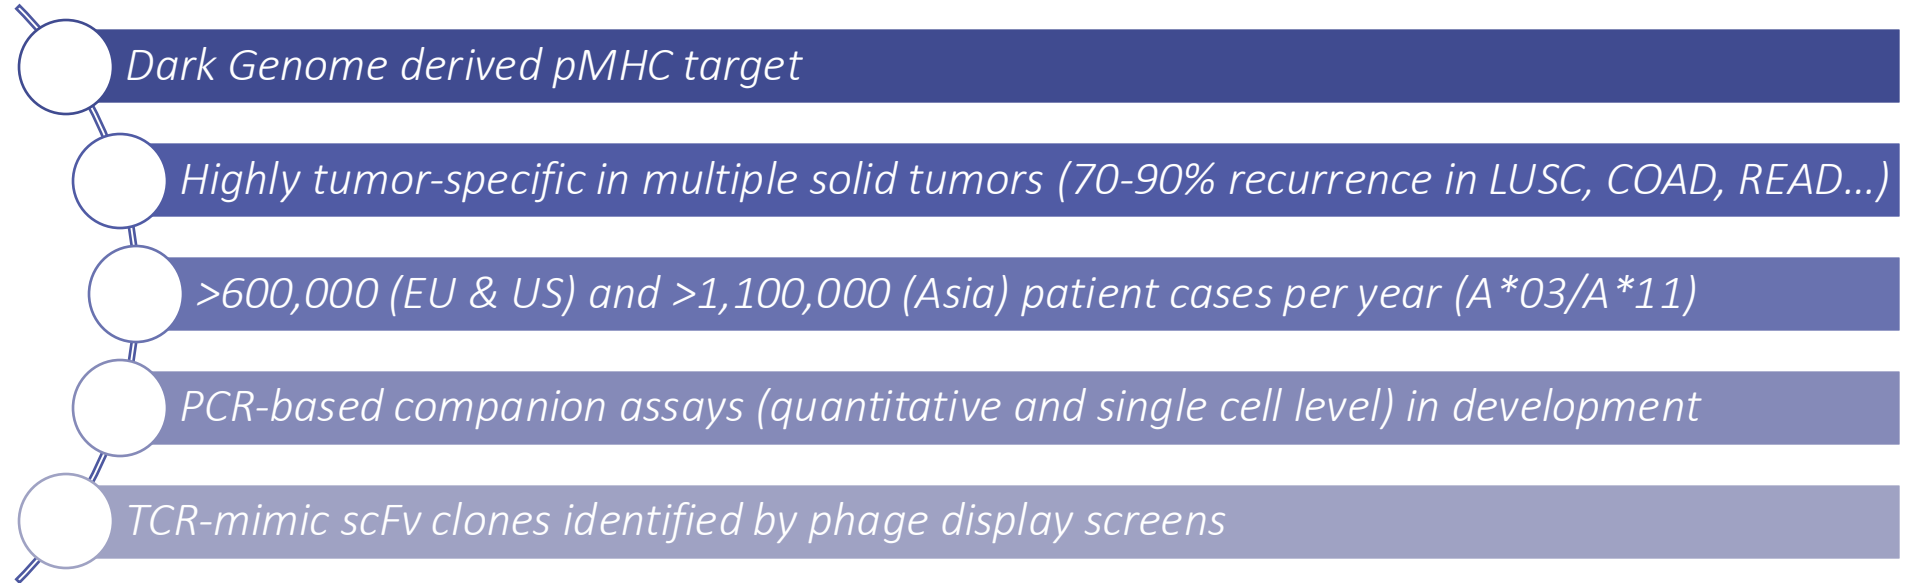 Dark Genome derived pMHC target
Highly tumor-specific in multiple solid tumors (70-90% recurrence in LUSC, COAD, READ…)
>600,000 (EU & US) and >1,100,000 (Asia) patient cases per year (A*03/A*11)
PCR-based companion assays (quantitative and single cell level) in development
TCR-mimic scFv clones identified by phage display screens